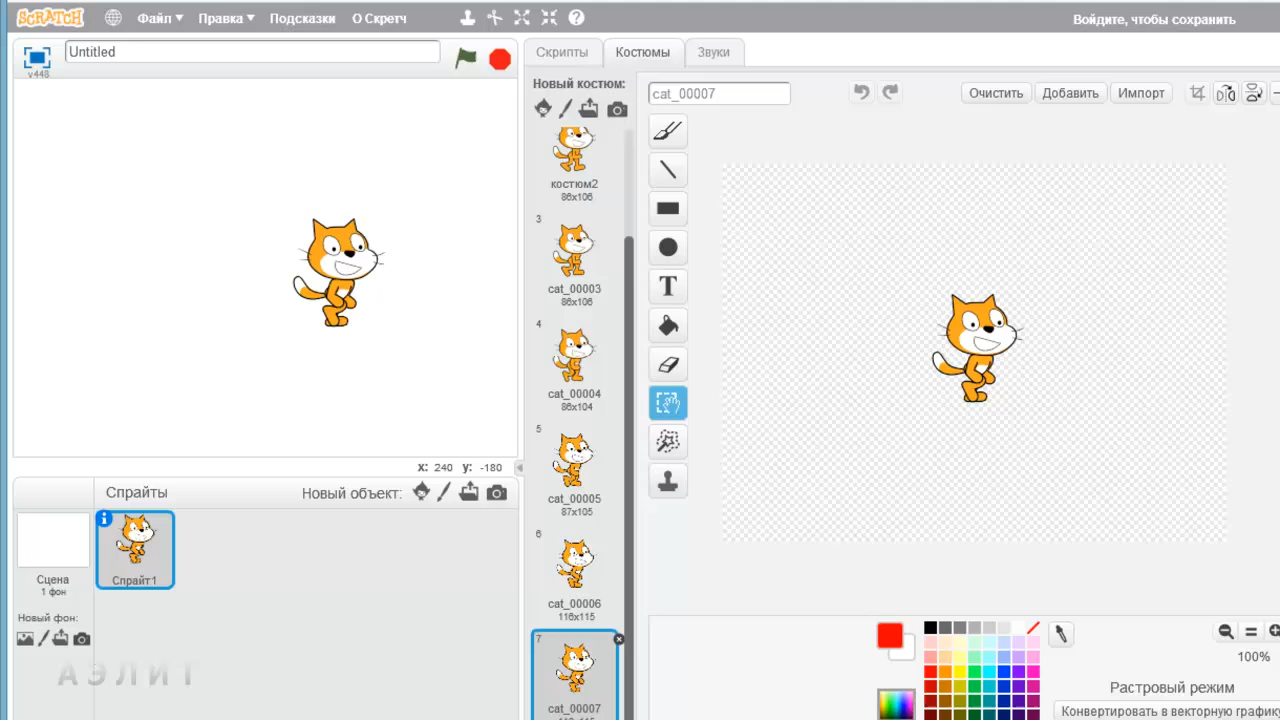 SCRATCH
Файл Правка Подсказки О Скретч
Войдите, чтобы сохранить
Untitled
v448
Скрипты Костюмы Звуки
Новый костюм:
cat_00007
Очистить Добавить Импорт
костюм2
86x106
3
cat_00003
86x106
4
cat_00004
86x104
5
cat_00005
87x105
6
cat_00006
116x115
7
cat_00007
T
x: 240 y: -180
Спрайты
Новый объект:
Спрайт1
Сцена
1 фон
Новый фон:
АЭЛИТ
100%
Растровый режим
Конвертировать в векторную графику